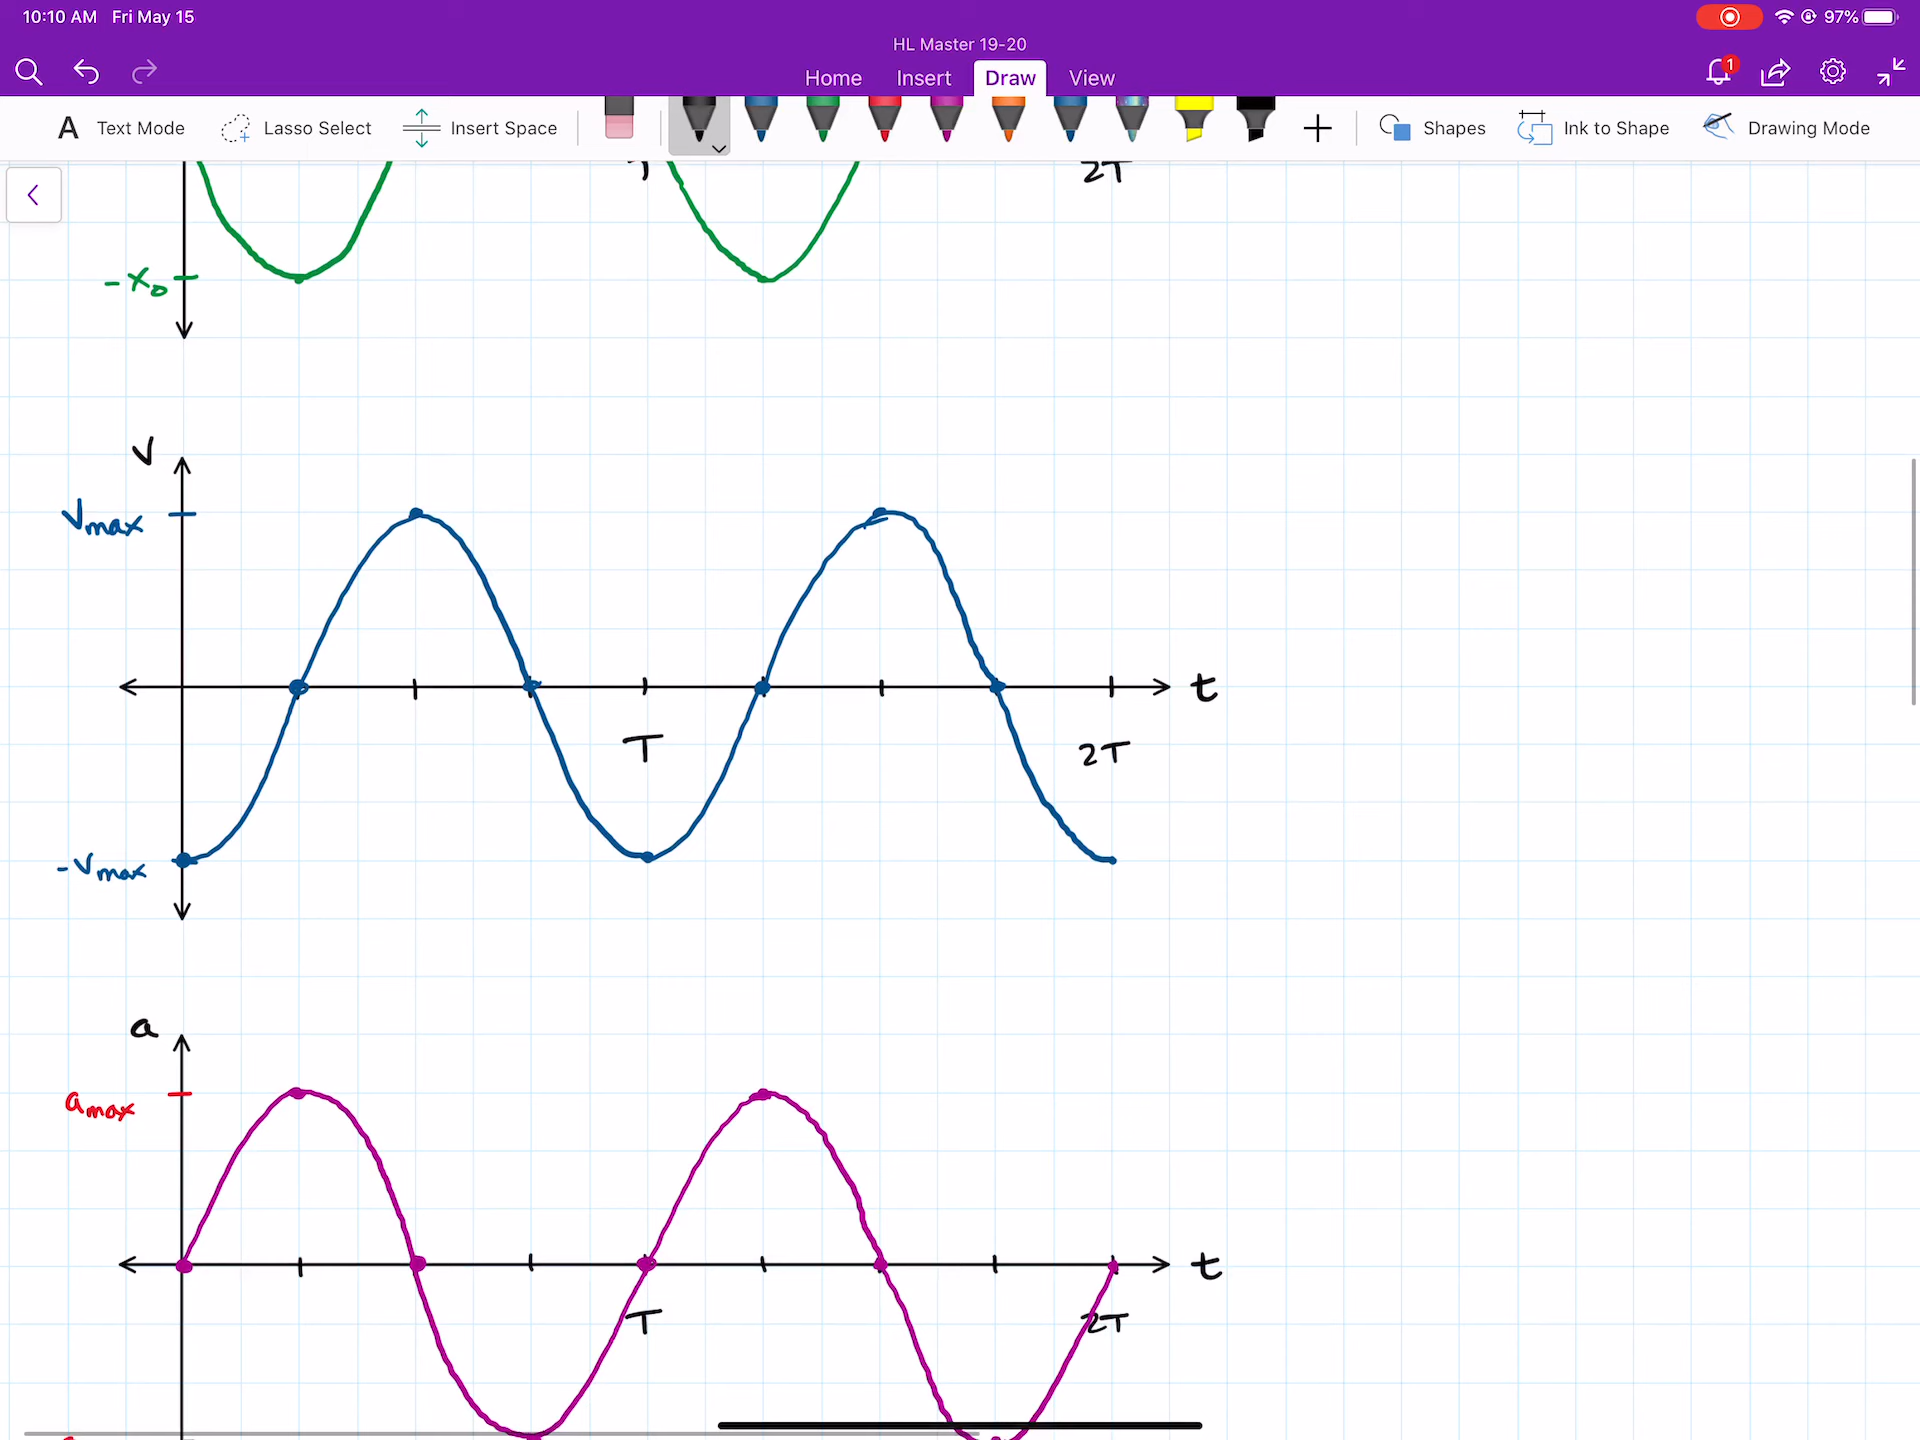 10:10 AM Fri May 15
97%
HL Master 19-20
Home Insert Draw View
1
A Text Mode Lasso Select Insert Space Shapes Ink to Shape Drawing Mode
2T
-x₀
v
vmax
t
T
2T
-vmax
a
amax
t
T
2T